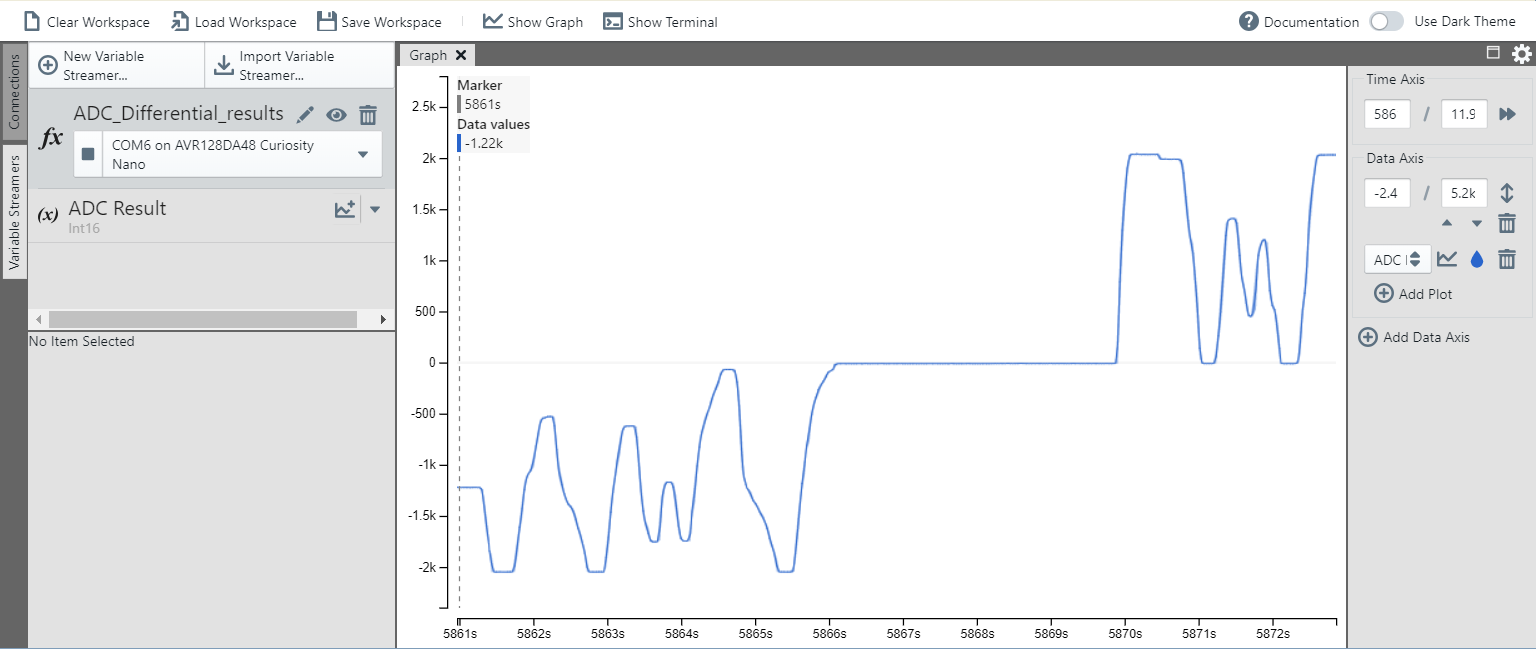 Clear Workspace
Load Workspace
Save Workspace
Show Graph
Show Terminal
Documentation
Use Dark Theme
Connections
Variable Streamers
New Variable
Streamer...
Import Variable
Streamer...
fx
ADC_Differential_results
COM6 on AVR128DA48 Curiosity
Nano
(x)
ADC Result
Int16
No Item Selected
Graph
Marker
5861s
Data values
-1.22k
2.5k
2k
1.5k
1k
500
0
-500
-1k
-1.5k
-2k
5861s
5862s
5863s
5864s
5865s
5866s
5867s
5868s
5869s
5870s
5871s
5872s
Time Axis
586 / 11.9
Data Axis
-2.4 / 5.2k
ADC
Add Plot
Add Data Axis